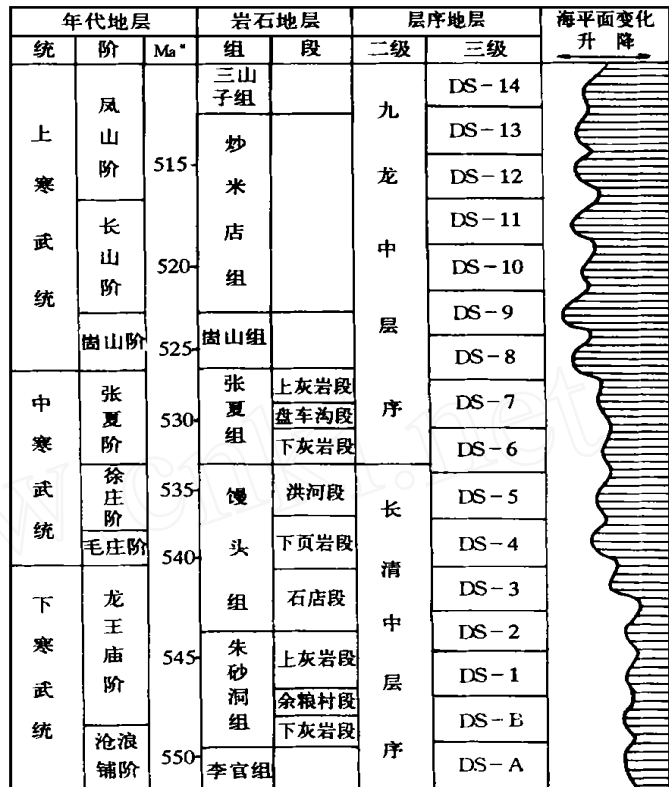 年代地层 岩石地层 层序地层 海平面变化
统 阶 Ma* 组 段 二级 三级 升 降
上寒武统
中寒武统
下寒武统
凤山阶
长山阶
崮山阶
张夏阶
徐庄阶
毛庄阶
龙王庙阶
沧浪铺阶
515
520
525
530
535
540
545
550
三山子组
炒米店组
崮山组
张夏组
馒头组
朱砂洞组
李官组
上灰岩段
盘车沟段
下灰岩段
洪河段
下页岩段
石店段
上灰岩段
余粮村段
下灰岩段
九龙中层序
长清中层序
DS-14
DS-13
DS-12
DS-11
DS-10
DS-9
DS-8
DS-7
DS-6
DS-5
DS-4
DS-3
DS-2
DS-1
DS-B
DS-A
www.cnki.net